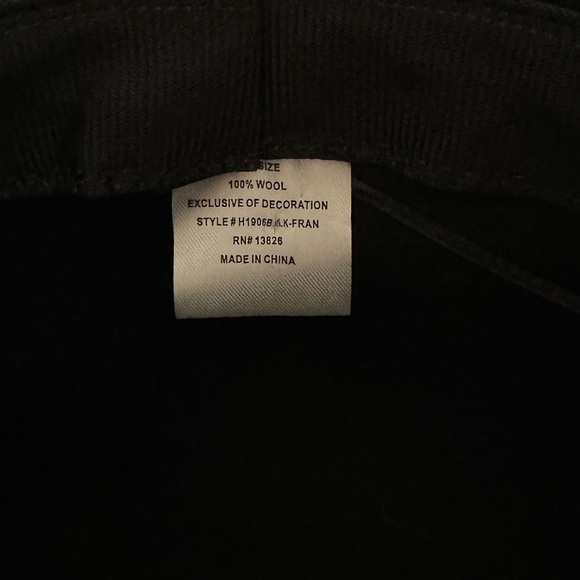 SIZE
100% WOOL
EXCLUSIVE OF DECORATION
STYLE # H1906BLK-FRAN
RN# 13826
MADE IN CHINA